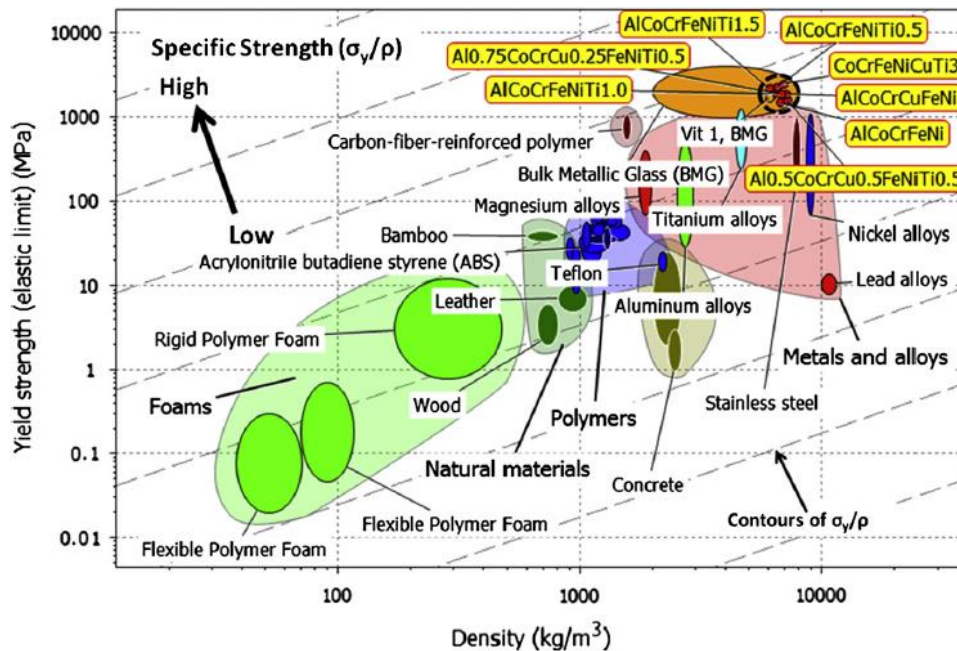 Specific Strength (σy/ρ)
High
Low
AlCoCrFeNiTi1.5
AlCoCrFeNiTi0.5
Al0.75CoCrCu0.25FeNiTi0.5
CoCrFeNiCuTi3
AlCoCrFeNiTi1.0
AlCoCrCuFeNi
AlCoCrFeNi
Al0.5CoCrCu0.5FeNiTi0.5
Carbon-fiber-reinforced polymer
Vit 1, BMG
Bulk Metallic Glass (BMG)
Magnesium alloys
Titanium alloys
Nickel alloys
Bamboo
Acrylonitrile butadiene styrene (ABS)
Teflon
Leather
Aluminum alloys
Lead alloys
Rigid Polymer Foam
Metals and alloys
Foams
Wood
Polymers
Stainless steel
Natural materials
Concrete
Flexible Polymer Foam
Flexible Polymer Foam
Contours of σy/ρ
Yield strength (elastic limit) (MPa)
10000
1000
100
10
1
0.1
0.01
100
1000
10000
Density (kg/m³)